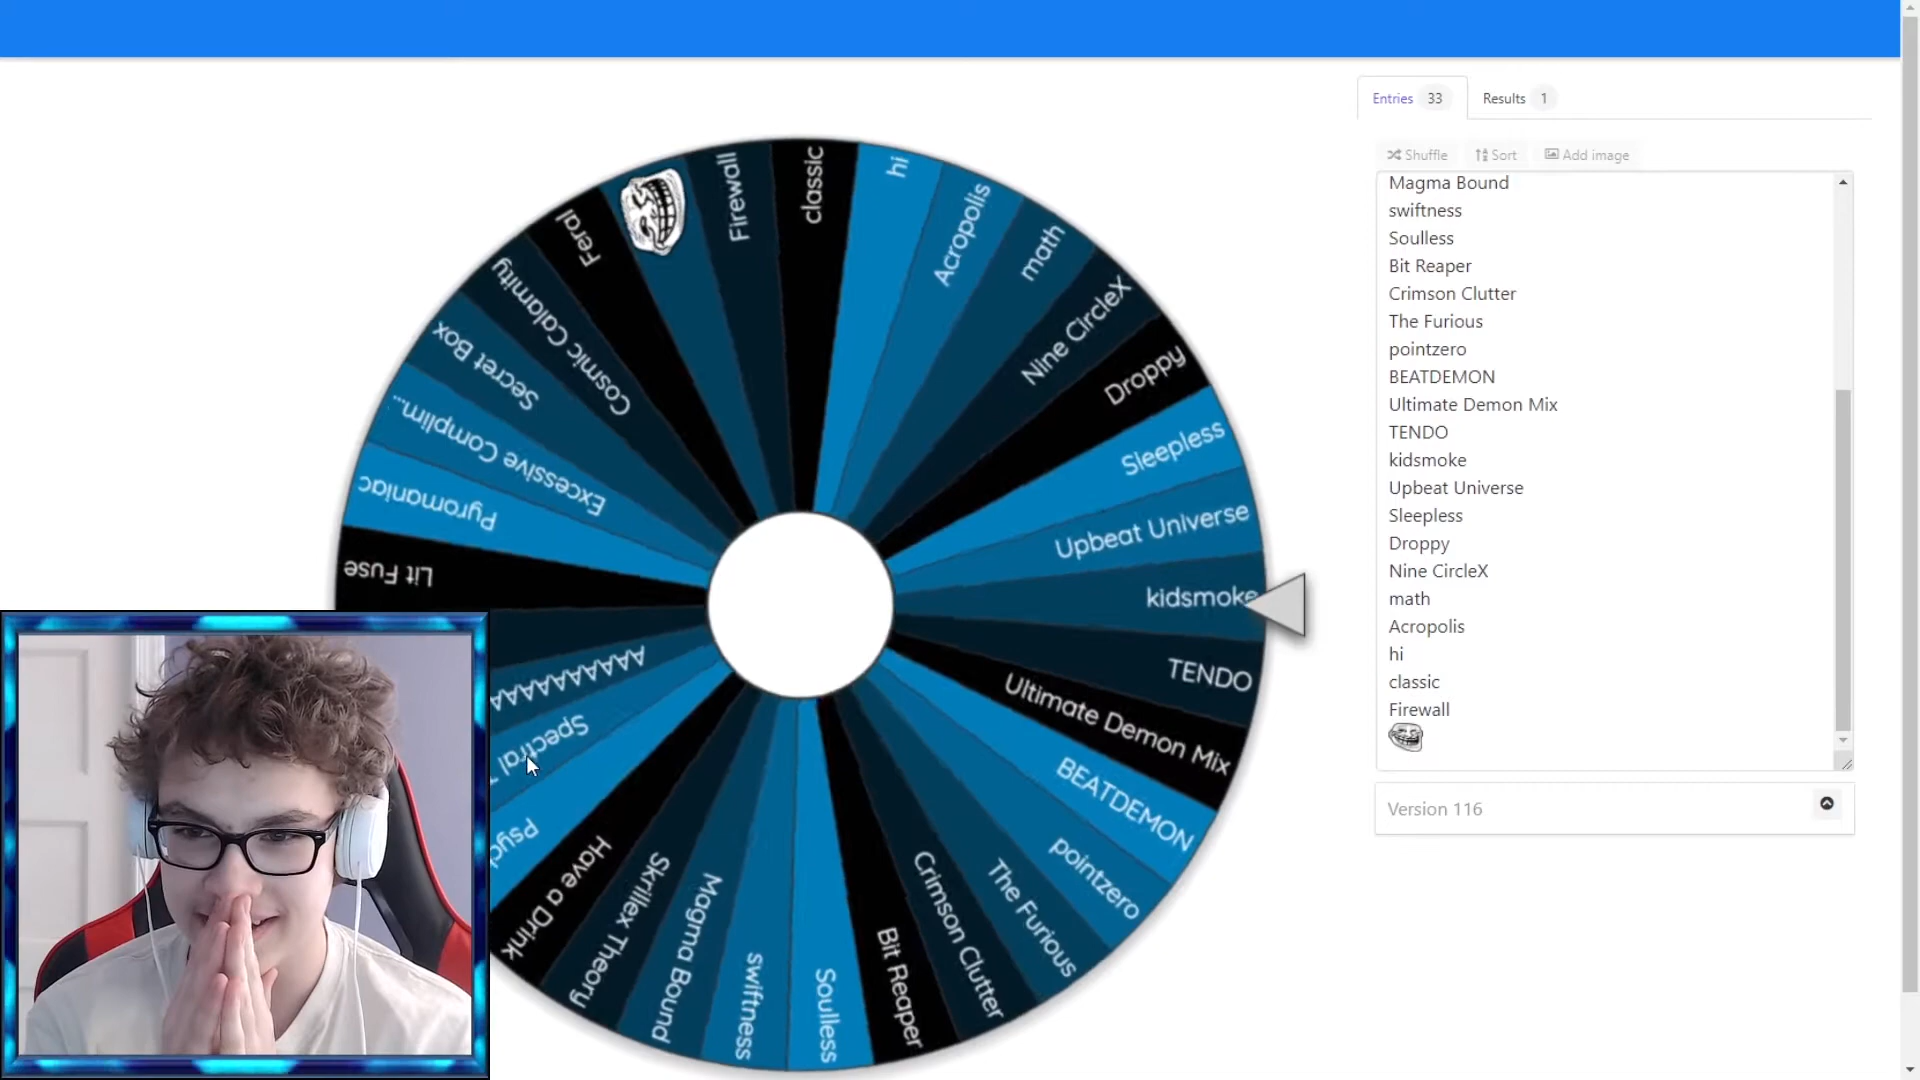 Entries 33
Results 1
Shuffle
Sort
Add image
Magma Bound
swiftness
Soulless
Bit Reaper
Crimson Clutter
The Furious
pointzero
BEATDEMON
Ultimate Demon Mix
TENDO
kidsmoke
Upbeat Universe
Sleepless
Droppy
Nine CircleX
math
Acropolis
hi
classic
Firewall
Version 116
classic
hi
Acropolis
math
Nine CircleX
Droppy
Sleepless
Upbeat Universe
kidsmoke
TENDO
Ultimate Demon Mix
BEATDEMON
pointzero
The Furious
Crimson Clutter
Bit Reaper
Soulless
swiftness
Magma Bound
Skrillex Theory
Have a Drink
Spectral
Lit Fuse
Pyromaniac
Excessive Complim...
Secret Box
Cosmic Calamity
Feral
Firewall